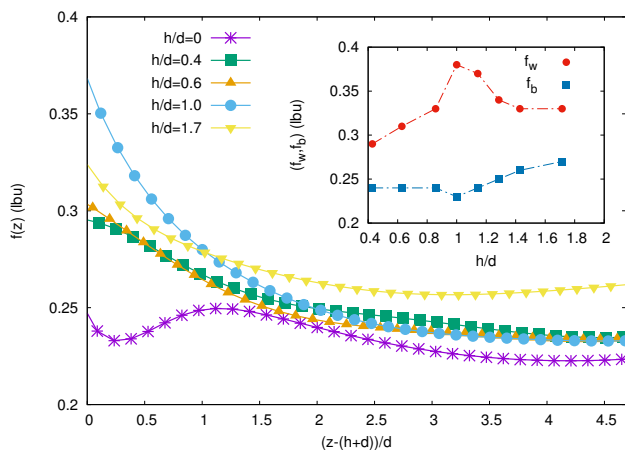 0.4
0.35
0.3
0.25
0.2
f(z) (lbu)
h/d=0
h/d=0.4
h/d=0.6
h/d=1.0
h/d=1.7
0 0.5 1 1.5 2 2.5 3 3.5 4 4.5
(z-(h+d))/d
0.4
0.35
0.3
0.25
0.2
(f_w,f_b) (lbu)
f_w
f_b
0.4 0.6 0.8 1 1.2 1.4 1.6 1.8 2
h/d